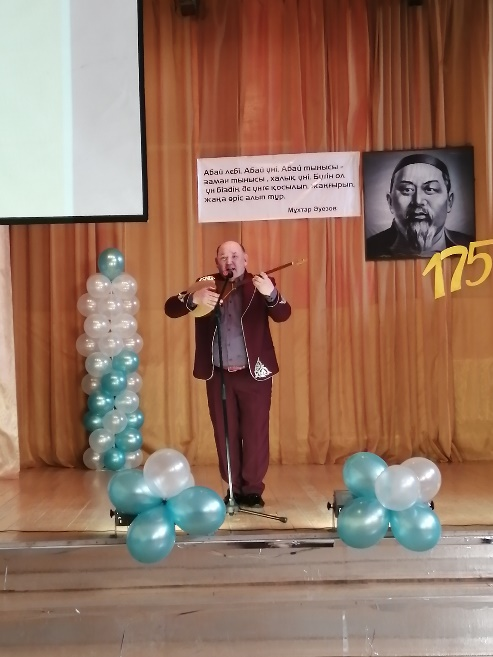 Абай лебі, Абай үні, Абай тынысы -
заман тынысы , халық үні. Бүгін ол
үн біздің де үнге қосылып, жаңғырып,
жаңа өріс алып тұр.
Мұхтар Әуезов
175